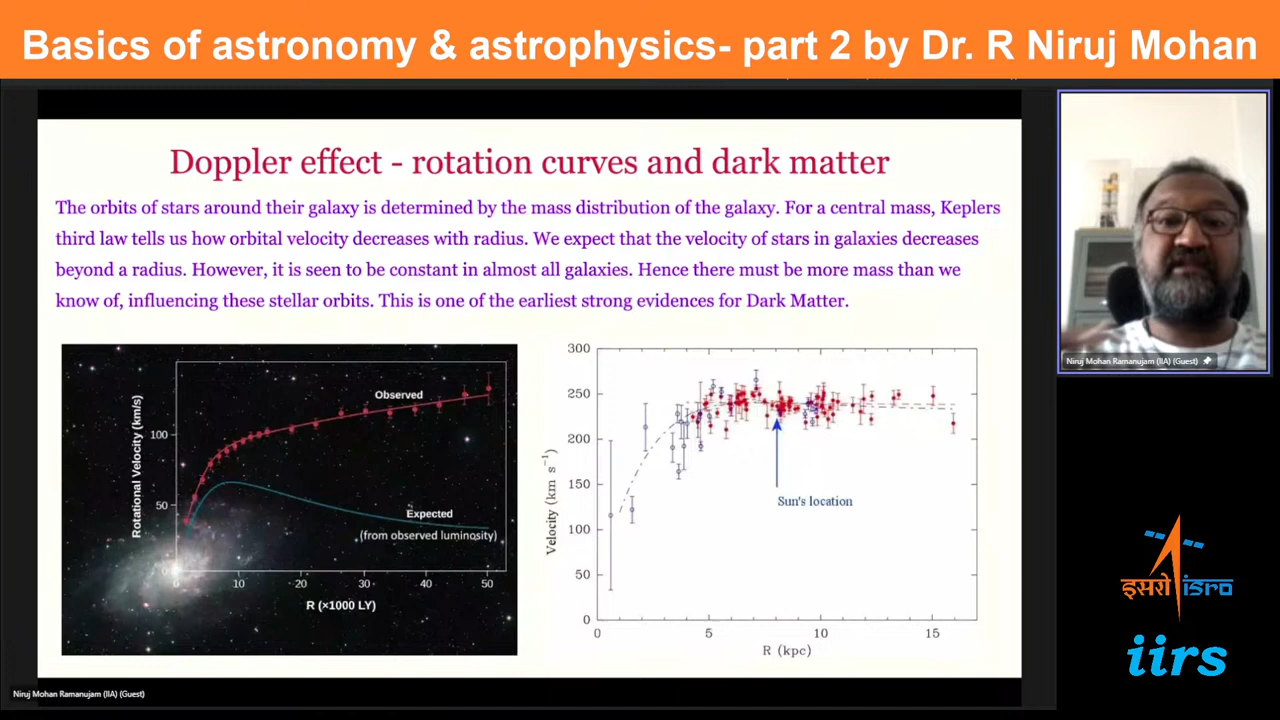 Basics of astronomy & astrophysics- part 2 by Dr. R Niruj Mohan
Doppler effect - rotation curves and dark matter
The orbits of stars around their galaxy is determined by the mass distribution of the galaxy. For a central mass, Keplers
third law tells us how orbital velocity decreases with radius. We expect that the velocity of stars in galaxies decreases
beyond a radius. However, it is seen to be constant in almost all galaxies. Hence there must be more mass than we
know of, influencing these stellar orbits. This is one of the earliest strong evidences for Dark Matter.
Rotational Velocity (km/s)
100
50
0
Observed
Expected
(from observed luminosity)
0 10 20 30 40 50
R (×1000 LY)
Velocity (km s⁻¹)
300
250
200
150
100
50
0
Sun's location
0 5 10 15
R (kpc)
Niruj Mohan Ramanujam (IIA) (Guest)
इसरो isro
iirs
Niruj Mohan Ramanujam (IIA) (Guest)